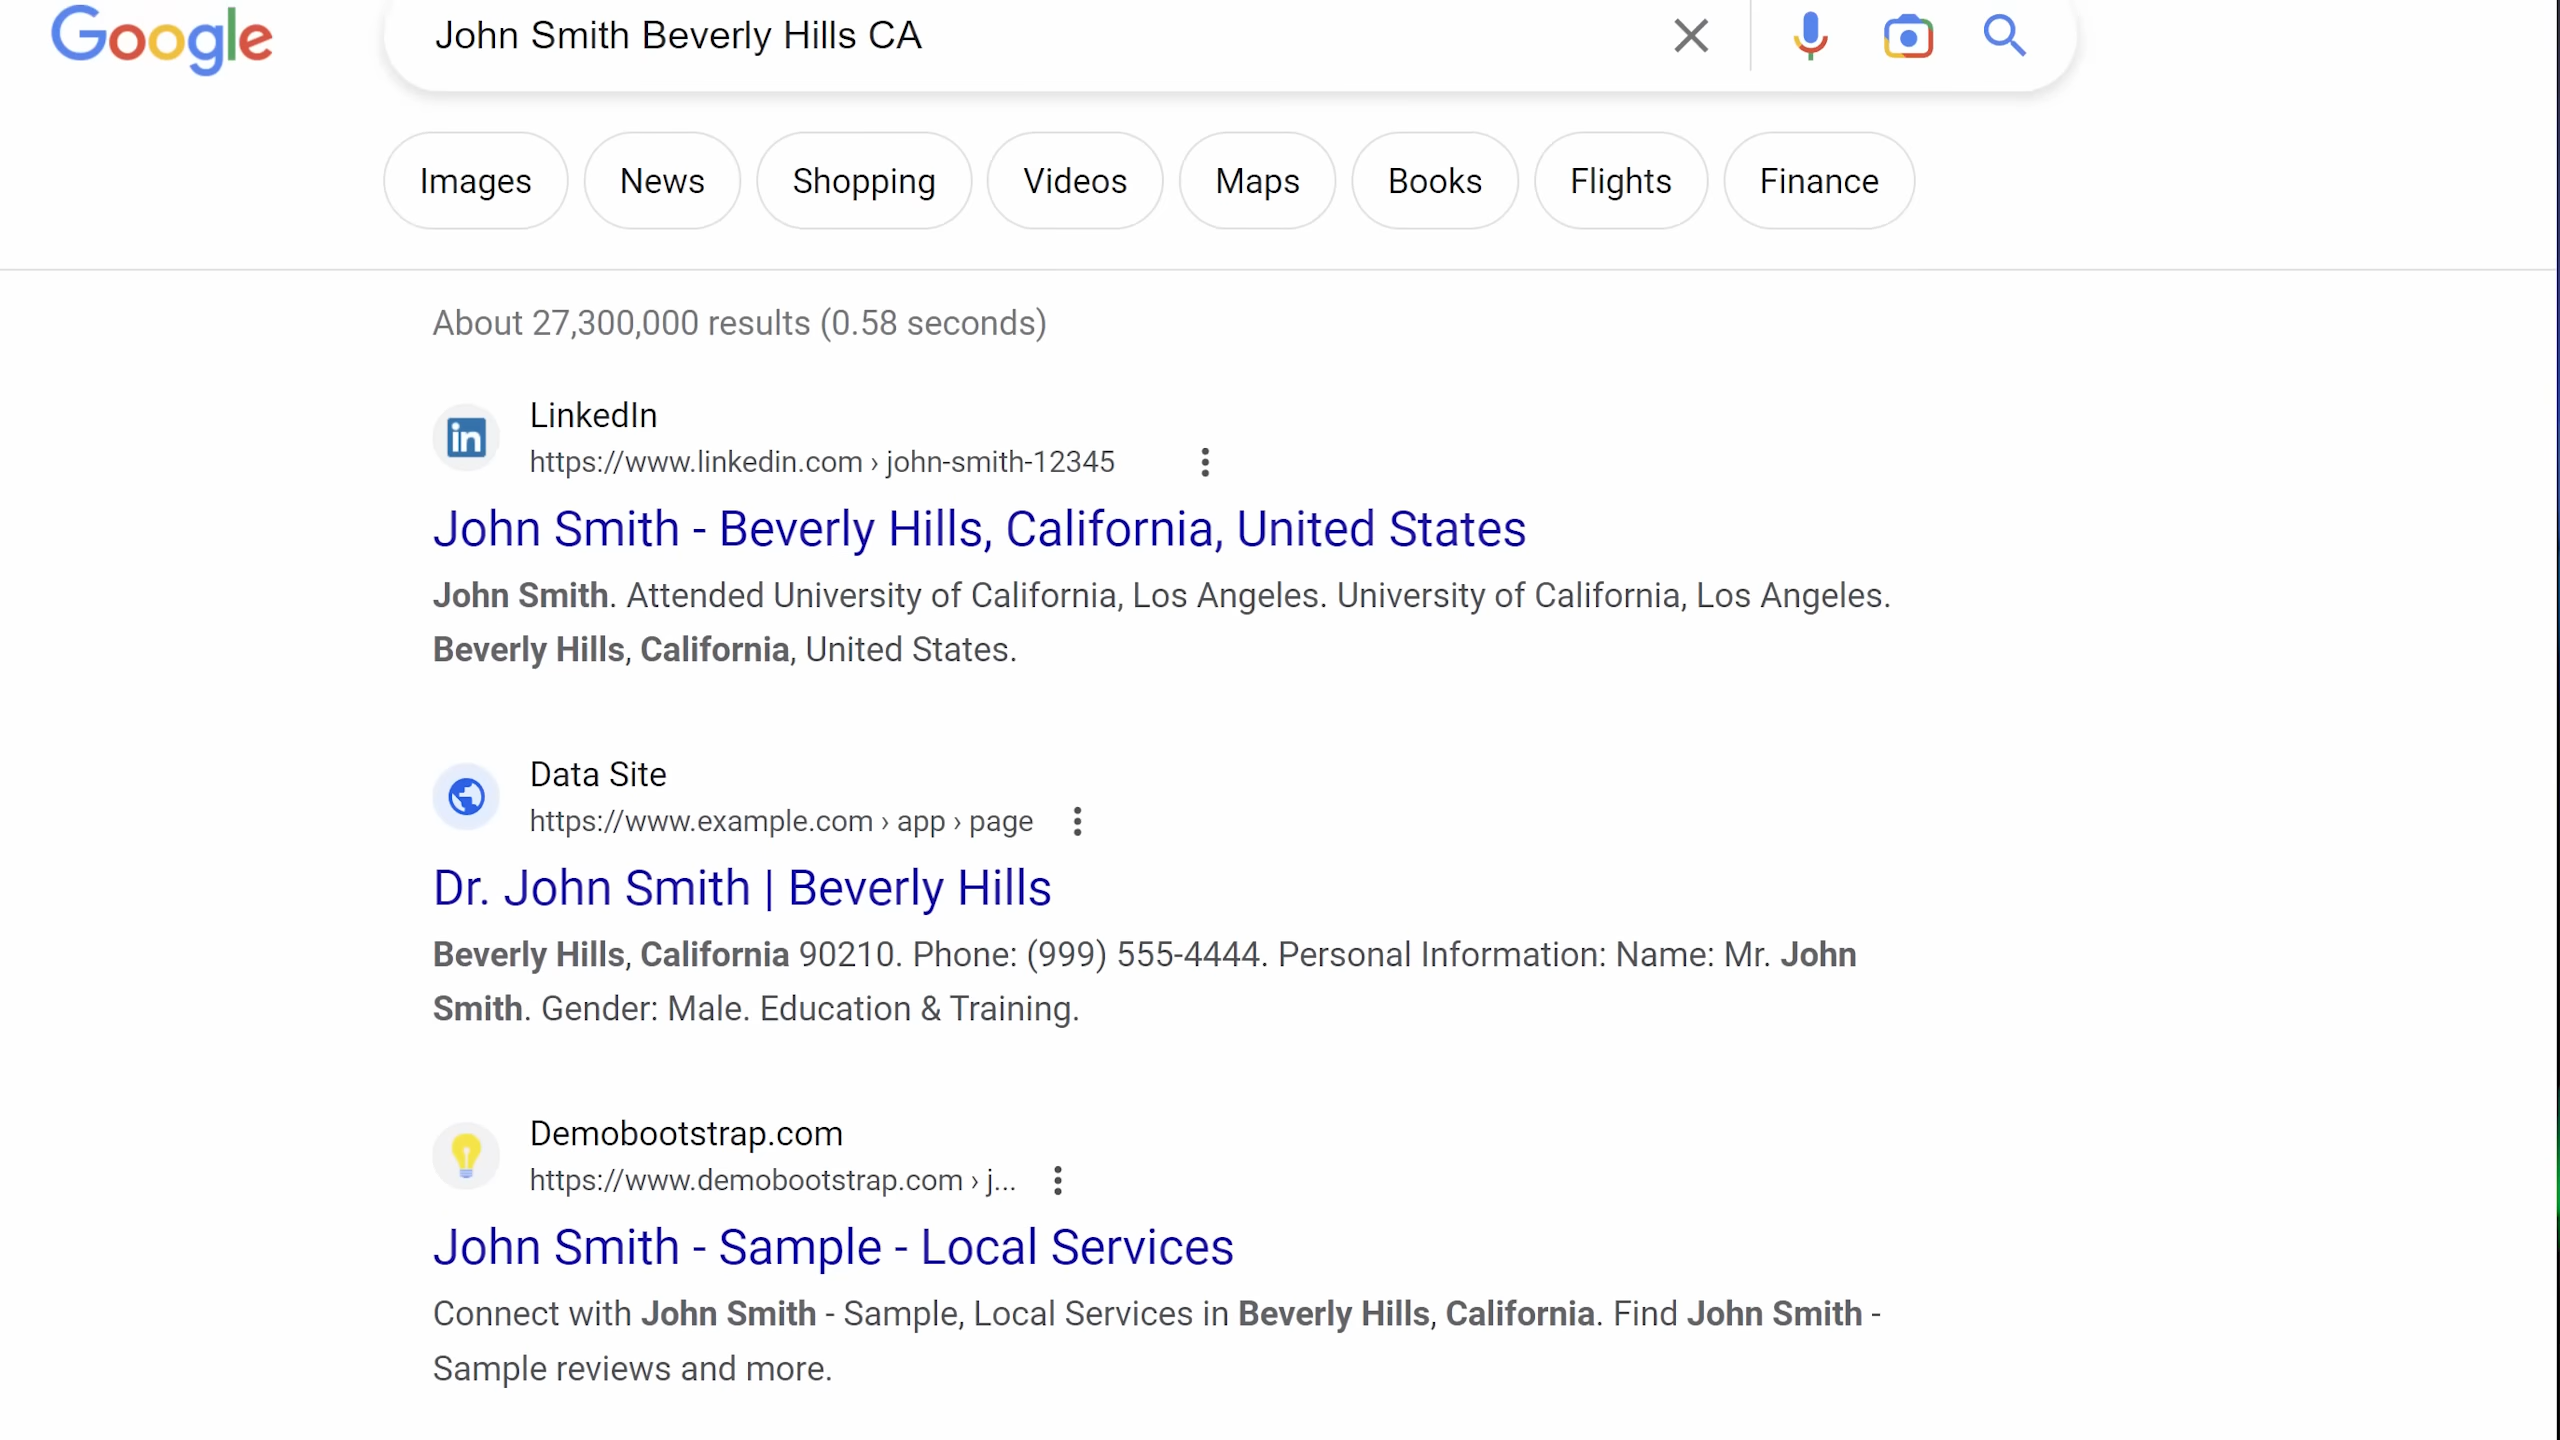 Google
John Smith Beverly Hills CA
Images News Shopping Videos Maps Books Flights Finance
About 27,300,000 results (0.58 seconds)
in
LinkedIn
https://www.linkedin.com › john-smith-12345
John Smith - Beverly Hills, California, United States
John Smith. Attended University of California, Los Angeles. University of California, Los Angeles.
Beverly Hills, California, United States.
Data Site
https://www.example.com › app › page
Dr. John Smith | Beverly Hills
Beverly Hills, California 90210. Phone: (999) 555-4444. Personal Information: Name: Mr. John
Smith. Gender: Male. Education & Training.
Demobootstrap.com
https://www.demobootstrap.com › j...
John Smith - Sample - Local Services
Connect with John Smith - Sample, Local Services in Beverly Hills, California. Find John Smith -
Sample reviews and more.